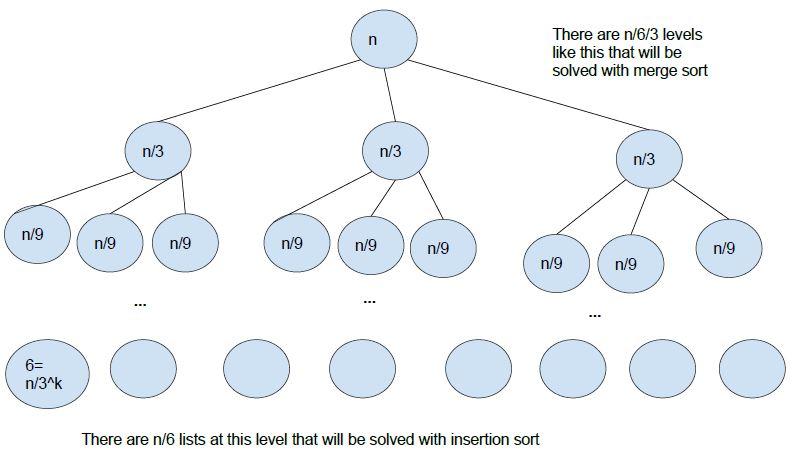 n
There are n/6/3 levels
like this that will be
solved with merge sort
n/3
n/3
n/3
n/9
n/9
n/9
n/9
n/9
n/9
n/9
n/9
n/9
...
...
...
6=
n/3^k
There are n/6 lists at this level that will be solved with insertion sort